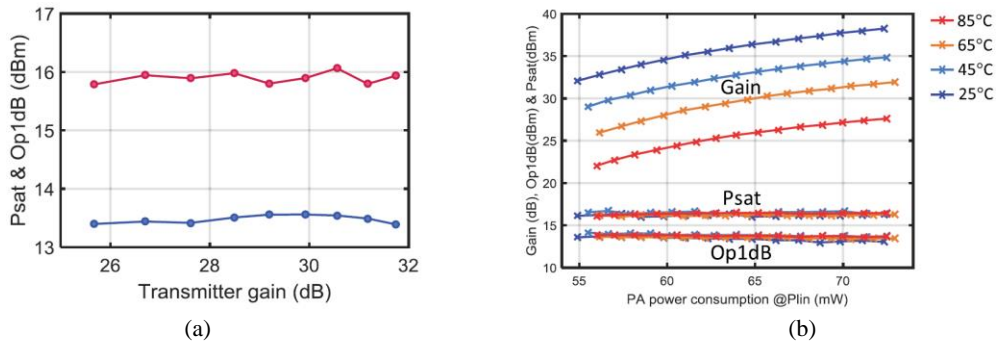 17
16
15
14
13
Psat & Op1dB (dBm)
26 28 30 32
Transmitter gain (dB)
(a)
40
35
30
25
20
15
10
Gain (dB), Op1dB(dBm) & Psat(dBm)
Gain
Psat
Op1dB
55 60 65 70
PA power consumption @Plin (mW)
85°C
65°C
45°C
25°C
(b)